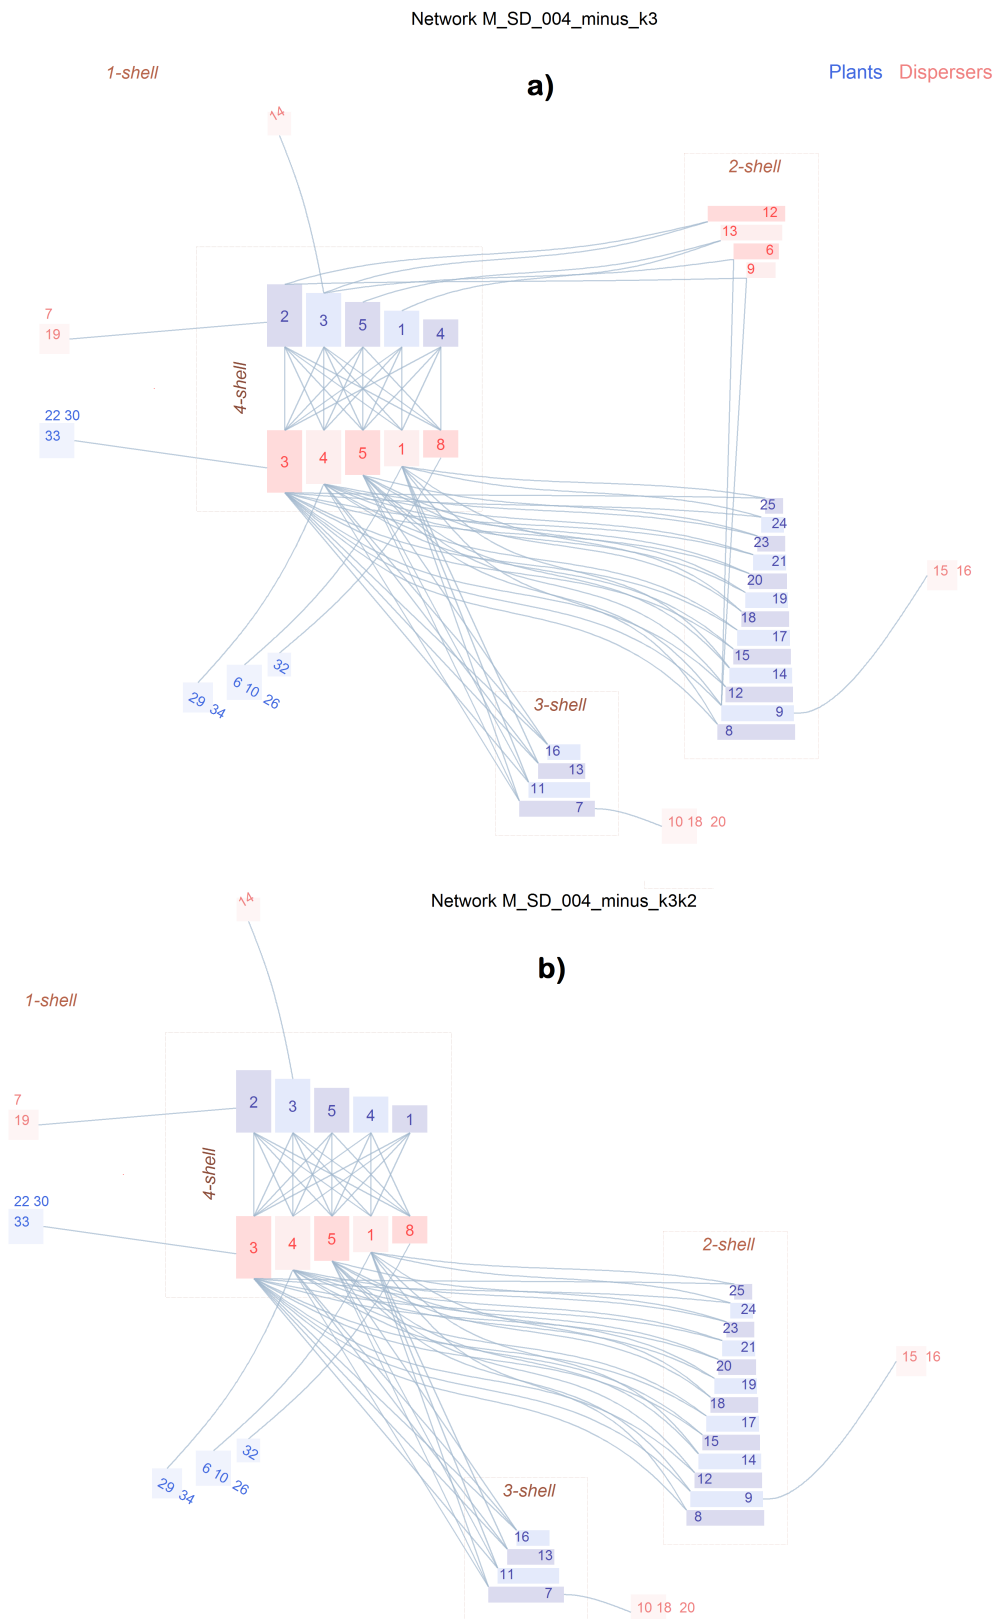 Network M_SD_004_minus_k3
1-shell
a)
Plants Dispersers
14
2-shell
12
13
6
9
2 3 5 1 4
7
19
4-shell
22 30
33
3 4 5 1 8
25
24
23
21
20
19
18
17
15
14
12
9
8
15 16
32
6 10 26
29 34
3-shell
16
13
11
7
10 18 20
Network M_SD_004_minus_k3k2
14
b)
1-shell
2 3 5 4 1
7
19
4-shell
22 30
33
3 4 5 1 8
2-shell
25
24
23
21
20
19
18
17
15
14
12
9
8
15 16
32
6 10 26
29 34
3-shell
16
13
11
7
10 18 20